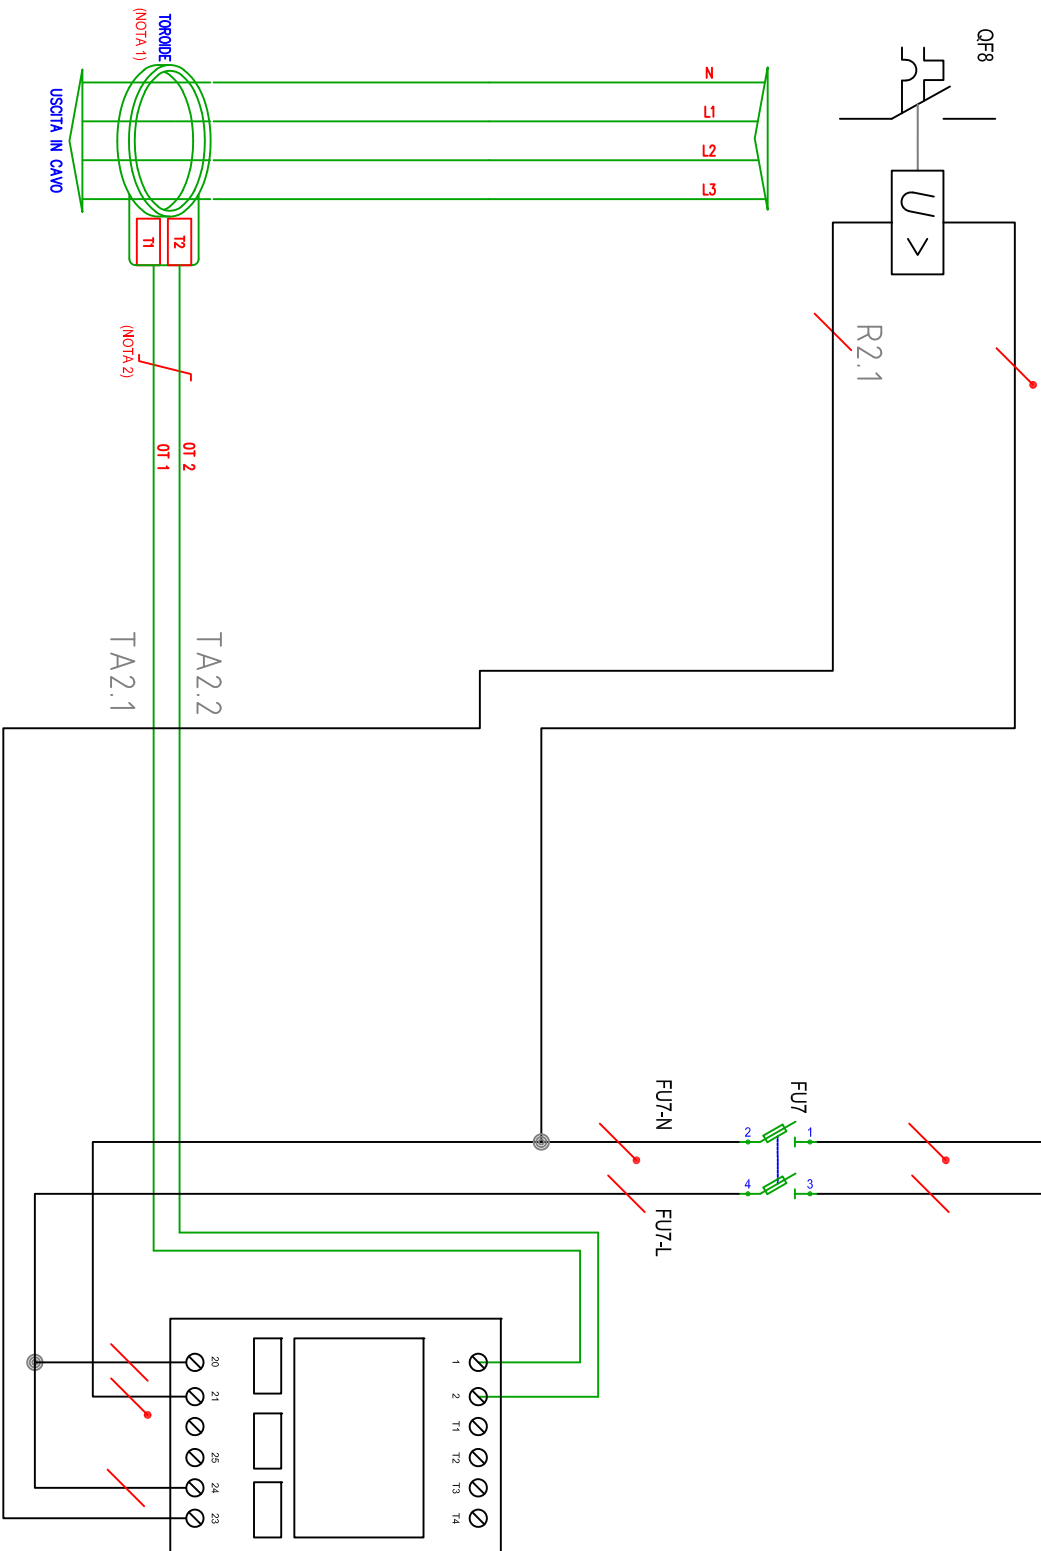 QF8
U >
R2.1
TOROIDE
(NOTA 1)
N
L1
L2
L3
USCITA IN CAVO
T2
T1
(NOTA 2)
OT 2
OT 1
TA2.2
TA2.1
FU7
1
2
3
4
FU7-N
FU7-L
1
2
T1
T2
T3
T4
20
21
25
24
23